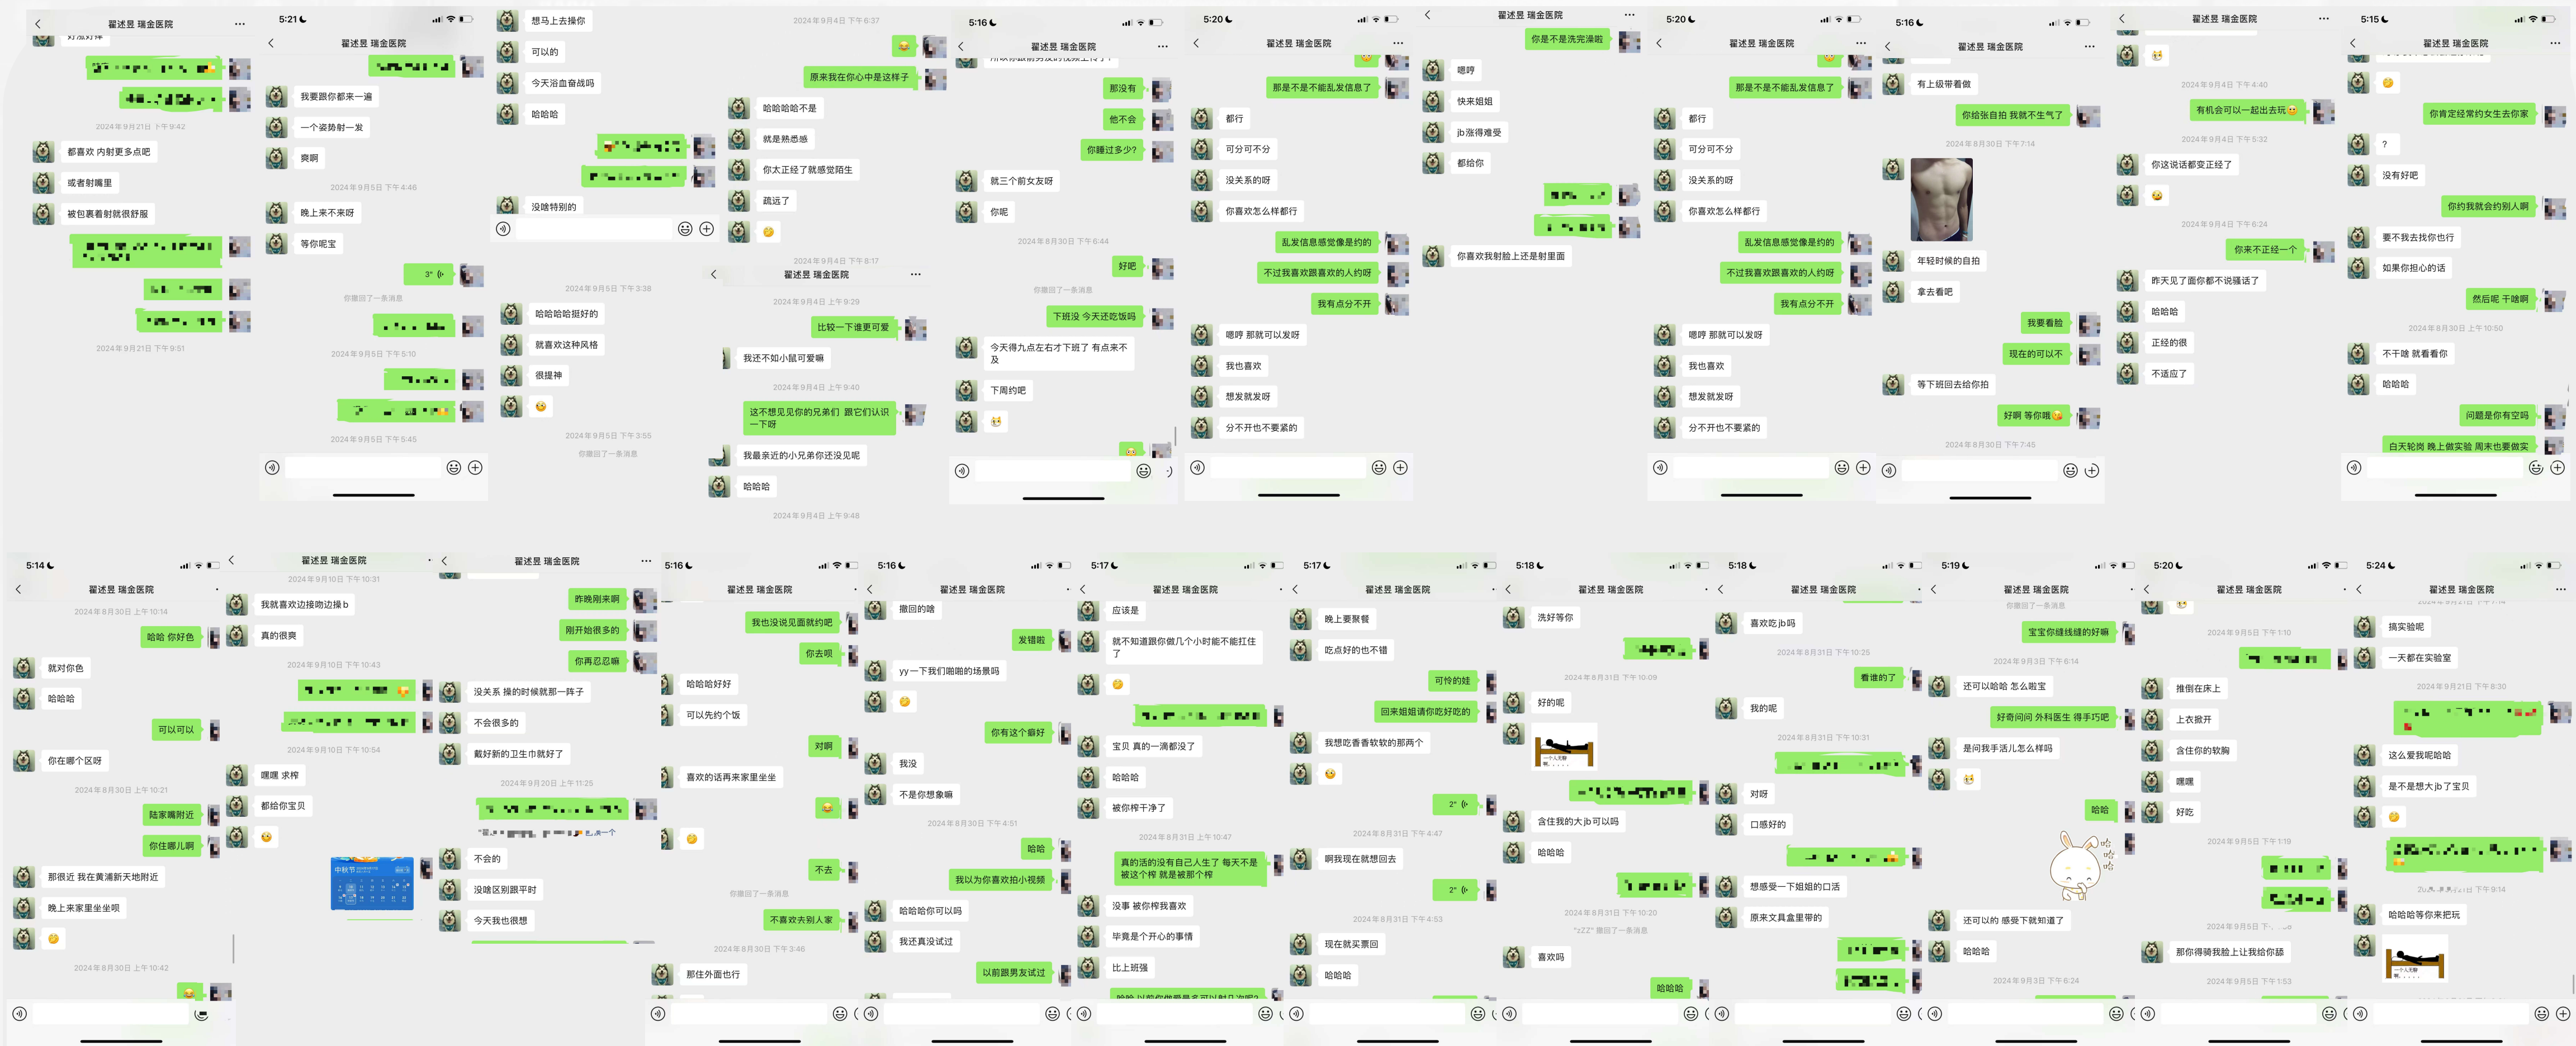 翟述昱 瑞金医院
2024年9月21日 下午9:42
都喜欢 内射更多点吧
或者射嘴里
被包裹着射就很舒服
2024年9月21日 下午9:51
5:21
翟述昱 瑞金医院
我要跟你都来一遍
一个姿势射一发
爽啊
2024年9月5日 下午4:46
晚上来不来呀
等你呢宝
3"
你撤回了一条消息
2024年9月5日 下午5:10
2024年9月5日 下午5:45
想马上去操你
可以的
今天浴血奋战吗
哈哈哈
没啥特别的
2024年9月5日 下午3:38
哈哈哈哈挺好的
就喜欢这种风格
很提神
2024年9月5日 下午3:55
你撤回了一条消息
2024年9月4日 下午6:37
原来我在你心中是这样子
哈哈哈哈不是
就是熟悉感
你太正经了就感觉陌生
疏远了
2024年9月4日 下午8:17
翟述昱 瑞金医院
2024年9月4日 上午9:29
比较一下谁更可爱
我还不如小鼠可爱嘛
2024年9月4日 上午9:40
这不想见见你的兄弟们 跟它们认识
一下呀
我最亲近的小兄弟你还没见呢
哈哈哈
2024年9月4日 上午9:48
5:16
翟述昱 瑞金医院
那没有
他不会
你睡过多少?
就三个前女友呀
你呢
2024年8月30日 下午6:44
好吧
你撤回了一条消息
下班没 今天还吃饭吗
今天得九点左右才下班了 有点来不
及
下周约吧
5:20
翟述昱 瑞金医院
那是不是不能乱发信息了
都行
可分可不分
没关系的呀
你喜欢怎么样都行
乱发信息感觉像是约的
不过我喜欢跟喜欢的人约呀
我有点分不开
嗯哼 那就可以发呀
我也喜欢
想发就发呀
分不开也不要紧的
翟述昱 瑞金医院
你是不是洗完澡啦
嗯哼
快来姐姐
jb涨得难受
都给你
你喜欢我射脸上还是射里面
5:20
翟述昱 瑞金医院
那是不是不能乱发信息了
都行
可分可不分
没关系的呀
你喜欢怎么样都行
乱发信息感觉像是约的
不过我喜欢跟喜欢的人约呀
我有点分不开
嗯哼 那就可以发呀
我也喜欢
想发就发呀
分不开也不要紧的
5:16
翟述昱 瑞金医院
有上级带着做
你给张自拍 我就不生气了
2024年8月30日 下午7:14
年轻时候的自拍
拿去看吧
我要看脸
现在的可以不
等下班回去给你拍
好啊 等你哦
2024年8月30日 下午7:45
翟述昱 瑞金医院
2024年9月4日 下午4:40
有机会可以一起出去玩
2024年9月4日 下午5:32
你这说话都变正经了
2024年9月4日 下午6:24
你来不正经一个
昨天见了面你都不说骚话了
哈哈哈
正经的很
不适应了
5:15
翟述昱 瑞金医院
你肯定经常约女生去你家
?
没有好吧
你约我就会约别人啊
要不我去找你也行
如果你担心的话
然后呢 干啥啊
2024年8月30日 上午10:50
不干啥 就看看你
哈哈哈
问题是你有空吗
白天轮岗 晚上做实验 周末也要做实
5:14
翟述昱 瑞金医院
2024年8月30日 上午10:14
哈哈 你好色
就对你色
哈哈哈
可以可以
你在哪个区呀
2024年8月30日 上午10:21
陆家嘴附近
你住哪儿啊
那很近 我在黄浦新天地附近
晚上来家里坐坐呗
2024年8月30日 上午10:42
翟述昱 瑞金医院
2024年9月10日 下午10:31
我就喜欢边接吻边操b
真的很爽
2024年9月10日 下午10:43
2024年9月10日 下午10:54
嘿嘿 求榨
都给你宝贝
中秋节
翟述昱 瑞金医院
昨晚刚来啊
刚开始很多的
你再忍忍嘛
没关系 操的时候就那一阵子
不会很多的
戴好新的卫生巾就好了
2024年9月20日 上午11:25
不会的
没啥区别跟平时
今天我也很想
5:16
翟述昱 瑞金医院
我也没说见面就约吧
你去呗
哈哈哈好好
可以先约个饭
对啊
喜欢的话再来家里坐坐
不去
你撤回了一条消息
不喜欢去别人家
2024年8月30日 下午3:46
那住外面也行
5:16
翟述昱 瑞金医院
撤回的啥
发错啦
yy一下我们啪啪的场景吗
你有这个癖好
我没
不是你想象嘛
2024年8月30日 下午4:51
哈哈
我以为你喜欢拍小视频
哈哈哈你可以吗
我还真没试过
以前跟男友试过
5:17
翟述昱 瑞金医院
应该是
就不知道跟你做几个小时能不能扛住
了
宝贝 真的一滴都没了
哈哈哈
被你榨干净了
2024年8月31日 上午10:47
真的活的没有自己人生了 每天不是
被这个榨 就是被那个榨
没事 被你榨我喜欢
毕竟是个开心的事情
比上班强
哈哈 以前你做爱最多可以射几次呢?
5:17
翟述昱 瑞金医院
晚上要聚餐
吃点好的也不错
可怜的娃
回来姐姐请你吃好吃的
我想吃香香软软的那两个
2"
2024年8月31日 下午4:47
啊我现在就想回去
2"
2024年8月31日 下午4:53
现在就买票回
哈哈哈
5:18
翟述昱 瑞金医院
洗好等你
2024年8月31日 下午10:09
好的呢
一个人无聊
啊。。。。。
含住我的大jb可以吗
哈哈哈
2024年8月31日 下午10:20
"zZZ" 撤回了一条消息
喜欢吗
哈哈哈
5:18
翟述昱 瑞金医院
喜欢吃jb吗
2024年8月31日 下午10:25
看谁的了
我的呢
2024年8月31日 下午10:31
对呀
口感好的
想感受一下姐姐的口活
原来文具盒里带的
5:19
翟述昱 瑞金医院
你撤回了一条消息
宝宝你缝线缝的好嘛
2024年9月3日 下午6:14
还可以哈哈 怎么啦宝
好奇问问 外科医生 得手巧吧
是问我手活儿怎么样吗
哈哈
哈
哈
哈
还可以的 感受下就知道了
哈哈哈
2024年9月3日 下午6:24
5:20
翟述昱 瑞金医院
2024年9月5日 下午1:10
推倒在床上
上衣掀开
含住你的软胸
嘿嘿
好吃
2024年9月5日 下午1:19
那你得骑我脸上让我给你舔
2024年9月5日 下午1:53
5:24
翟述昱 瑞金医院
搞实验呢
一天都在实验室
2024年9月21日 下午8:30
这么爱我呢哈哈
是不是想大jb了宝贝
哈哈哈等你来把玩
一个人无聊
啊。。。。。